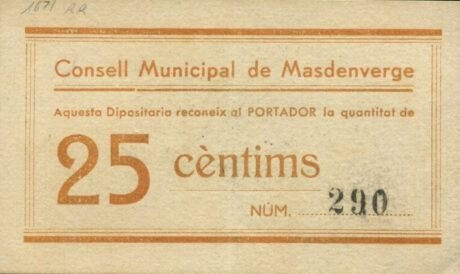 1671 RR
Consell Municipal de Masdenverge
Aquesta Dipositaria reconeix al PORTADOR la quantitat de
25 cèntims
NÚM. 290